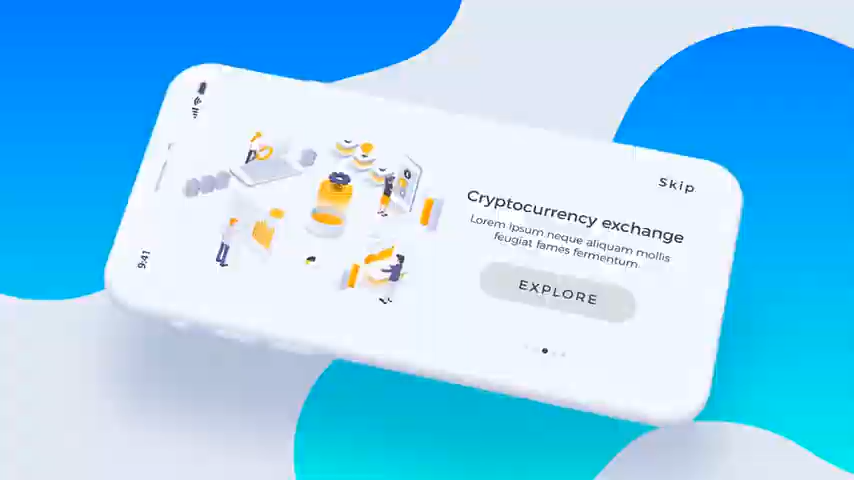 9:41
Skip
Cryptocurrency exchange
Lorem Ipsum neque aliquam mollis
feugiat fames fermentum.
EXPLORE